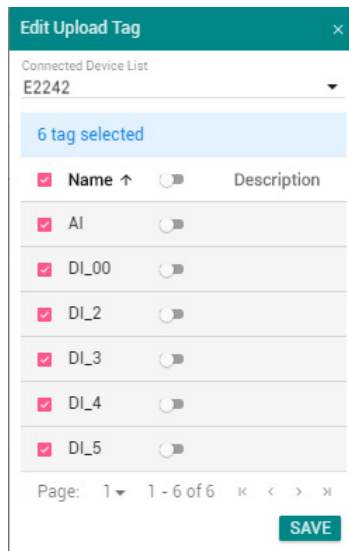 Edit Upload Tag ×
Connected Device List
E2242
6 tag selected
Name ↑ Description
AI
DI_00
DI_2
DI_3
DI_4
DI_5
Page: 1 1 - 6 of 6
SAVE